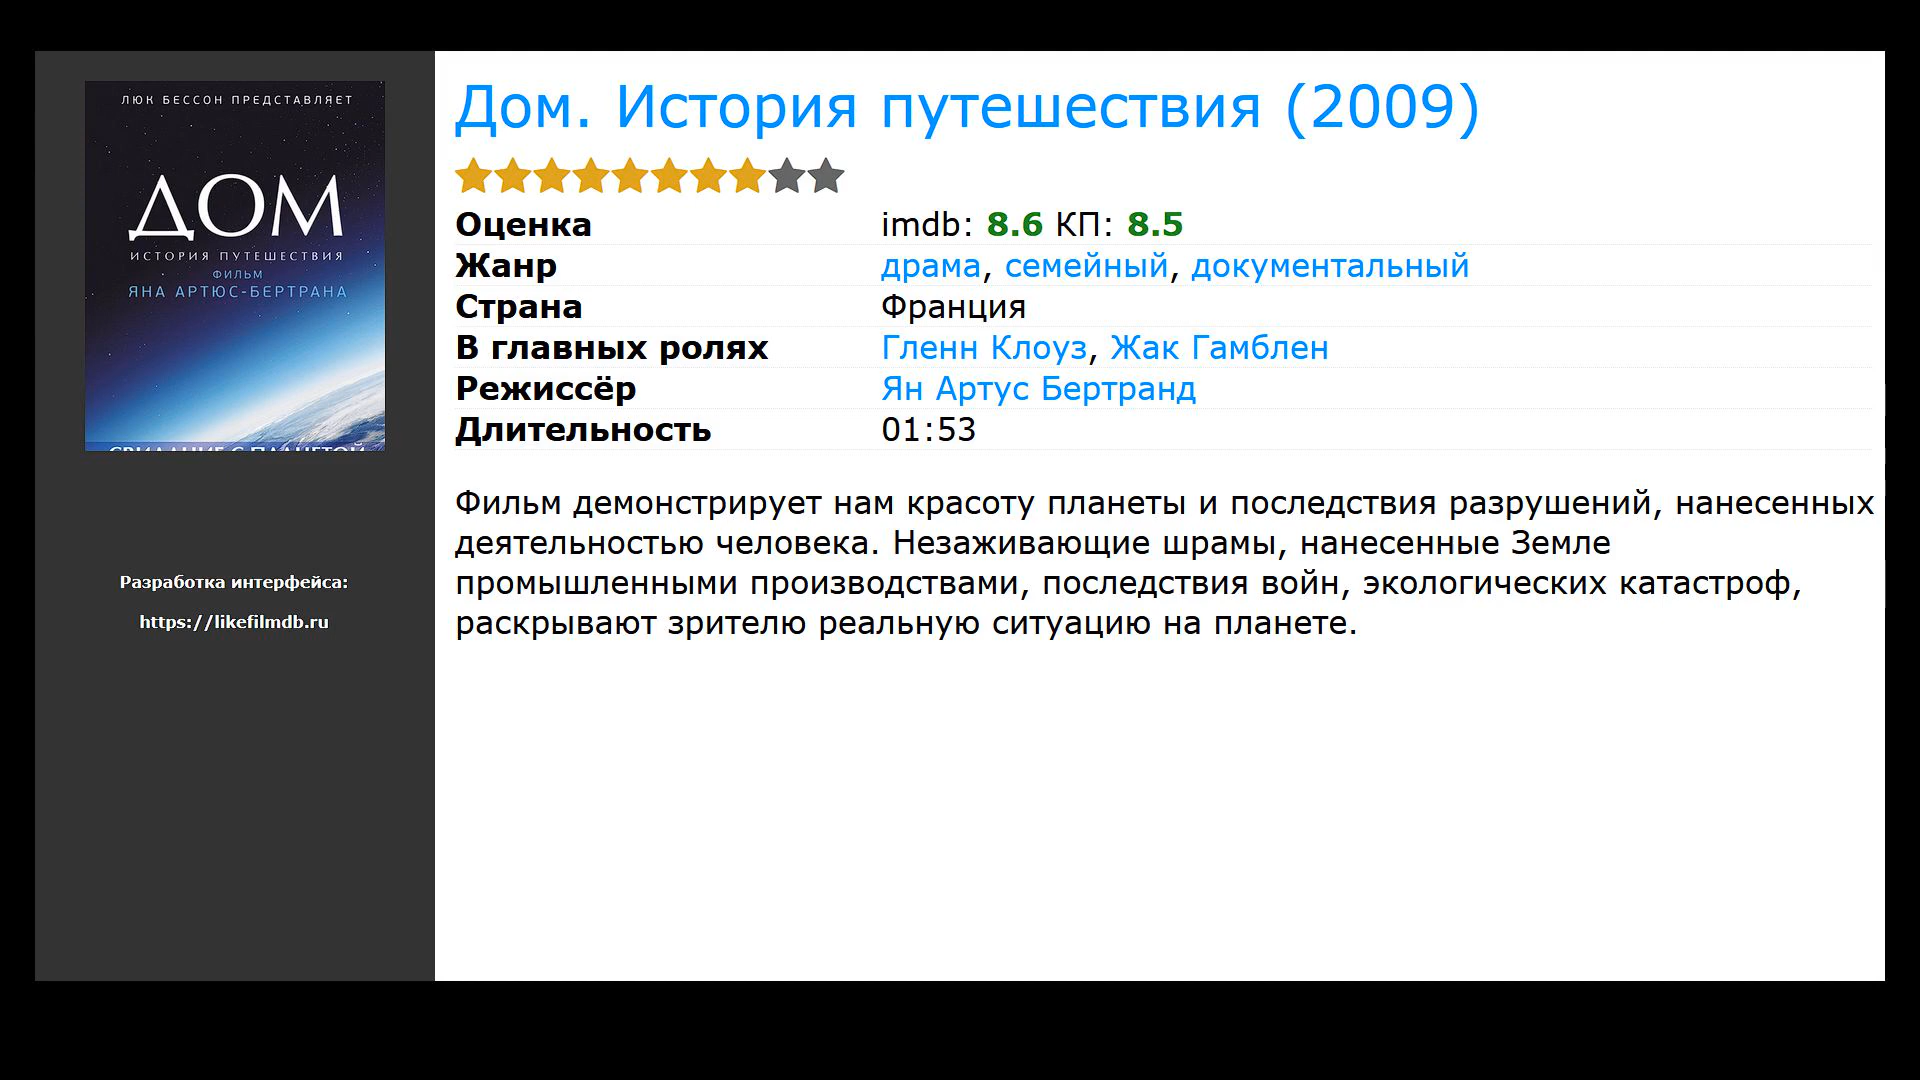 ЛЮК БЕССОН ПРЕДСТАВЛЯЕТ
ДОМ
ИСТОРИЯ ПУТЕШЕСТВИЯ
ФИЛЬМ
ЯНА АРТЮС-БЕРТРАНА
СВИДАНИЕ С ПЛАНЕТОЙ
Разработка интерфейса:
https://likefilmdb.ru
Дом. История путешествия (2009)
Оценка imdb: 8.6 КП: 8.5
Жанр драма, семейный, документальный
Страна Франция
В главных ролях Гленн Клоуз, Жак Гамблен
Режиссёр Ян Артус Бертранд
Длительность 01:53
Фильм демонстрирует нам красоту планеты и последствия разрушений, нанесенных
деятельностью человека. Незаживающие шрамы, нанесенные Земле
промышленными производствами, последствия войн, экологических катастроф,
раскрывают зрителю реальную ситуацию на планете.